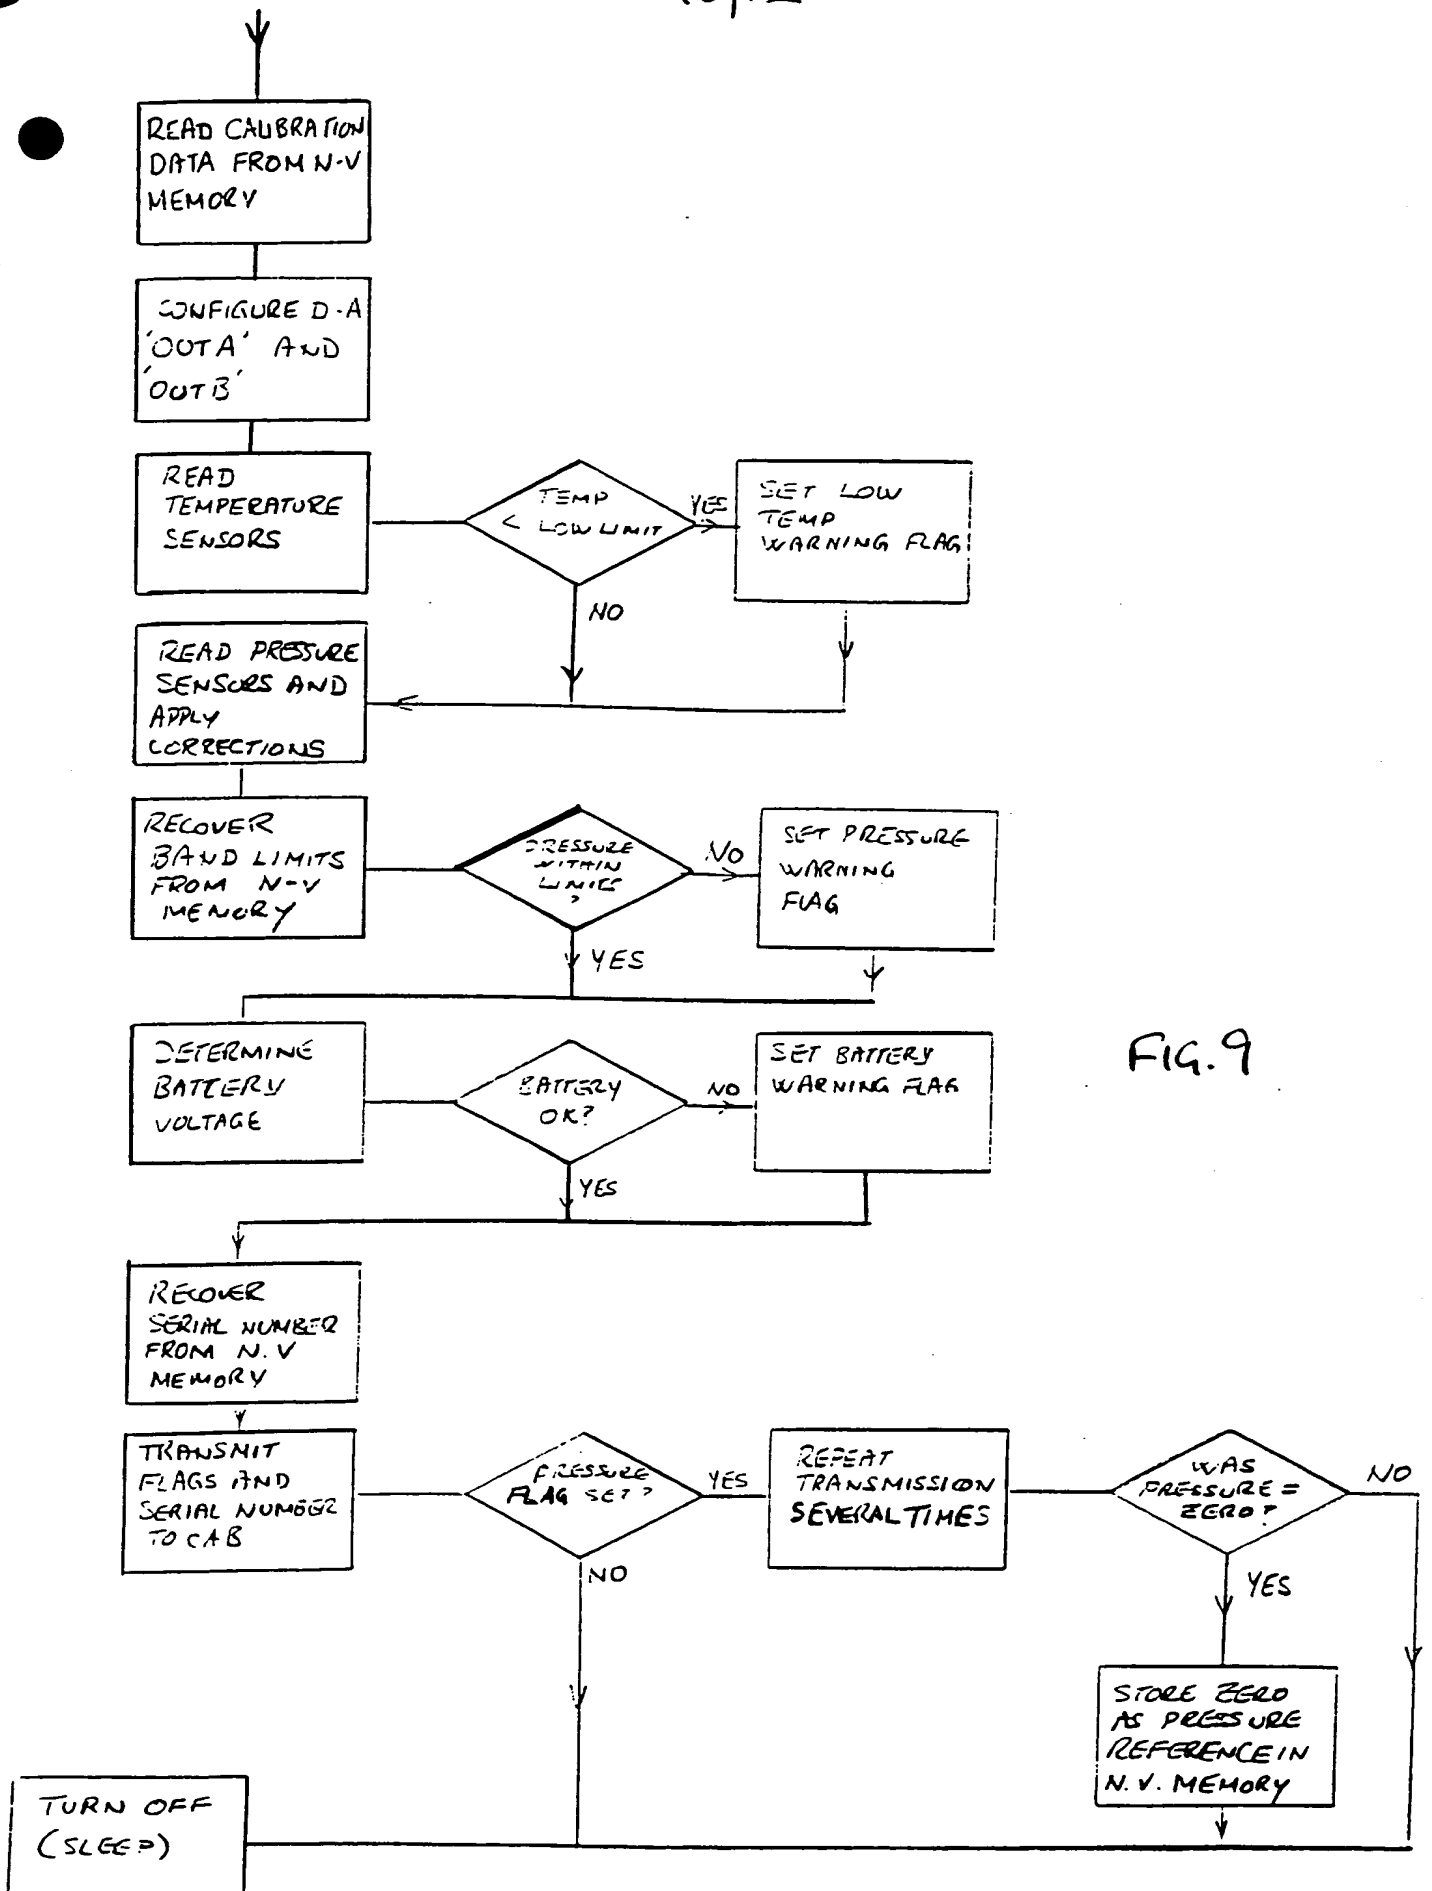 READ CALIBRATION
DATA FROM N-V
MEMORY
CONFIGURE D-A
'OUTA' AND
'OUTB'
READ
TEMPERATURE
SENSORS
TEMP
< LOW LIMIT
YES
NO
SET LOW
TEMP
WARNING FLAG
READ PRESSURE
SENSORS AND
APPLY
CORRECTIONS
RECOVER
BAND LIMITS
FROM N-V
MEMORY
PRESSURE
WITHIN
LIMITS
?
NO
YES
SET PRESSURE
WARNING
FLAG
DETERMINE
BATTERY
VOLTAGE
BATTERY
OK?
NO
YES
SET BATTERY
WARNING FLAG
FIG. 9
RECOVER
SERIAL NUMBER
FROM N.V
MEMORY
TRANSMIT
FLAGS AND
SERIAL NUMBER
TO CAB
PRESSURE
FLAG SET?
YES
NO
REPEAT
TRANSMISSION
SEVERAL TIMES
WAS
PRESSURE =
ZERO?
NO
YES
STORE ZERO
AS PRESSURE
REFERENCE IN
N.V. MEMORY
TURN OFF
(SLEEP)